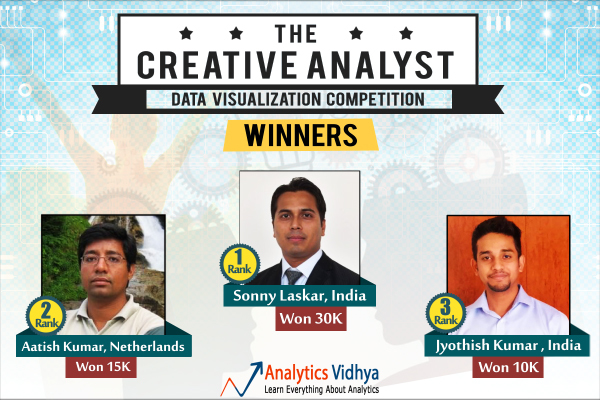 THE
CREATIVE ANALYST
DATA VISUALIZATION COMPETITION
WINNERS
1
Rank
Sonny Laskar, India
Won 30K
2
Rank
Aatish Kumar, Netherlands
Won 15K
3
Rank
Jyothish Kumar , India
Won 10K
Analytics Vidhya
Learn Everything About Analytics